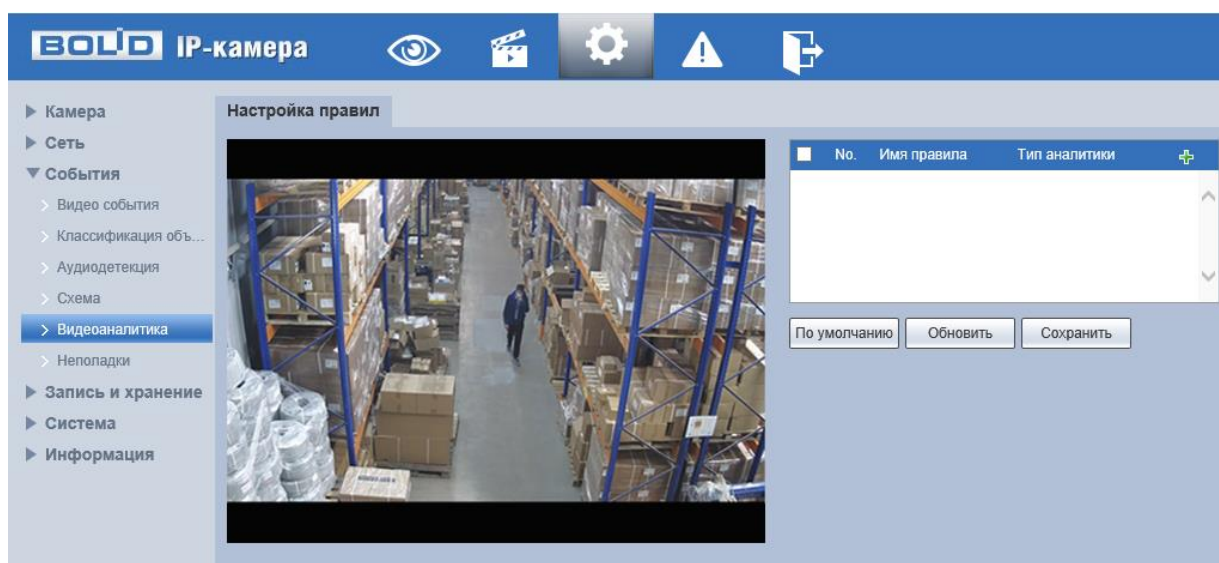 BOLID IP-камера
Камера
Сеть
События
Видео события
Классификация объ...
Аудиодетекция
Схема
Видеоаналитика
Неполадки
Запись и хранение
Система
Информация
Настройка правил
No. Имя правила Тип аналитики
По умолчанию Обновить Сохранить